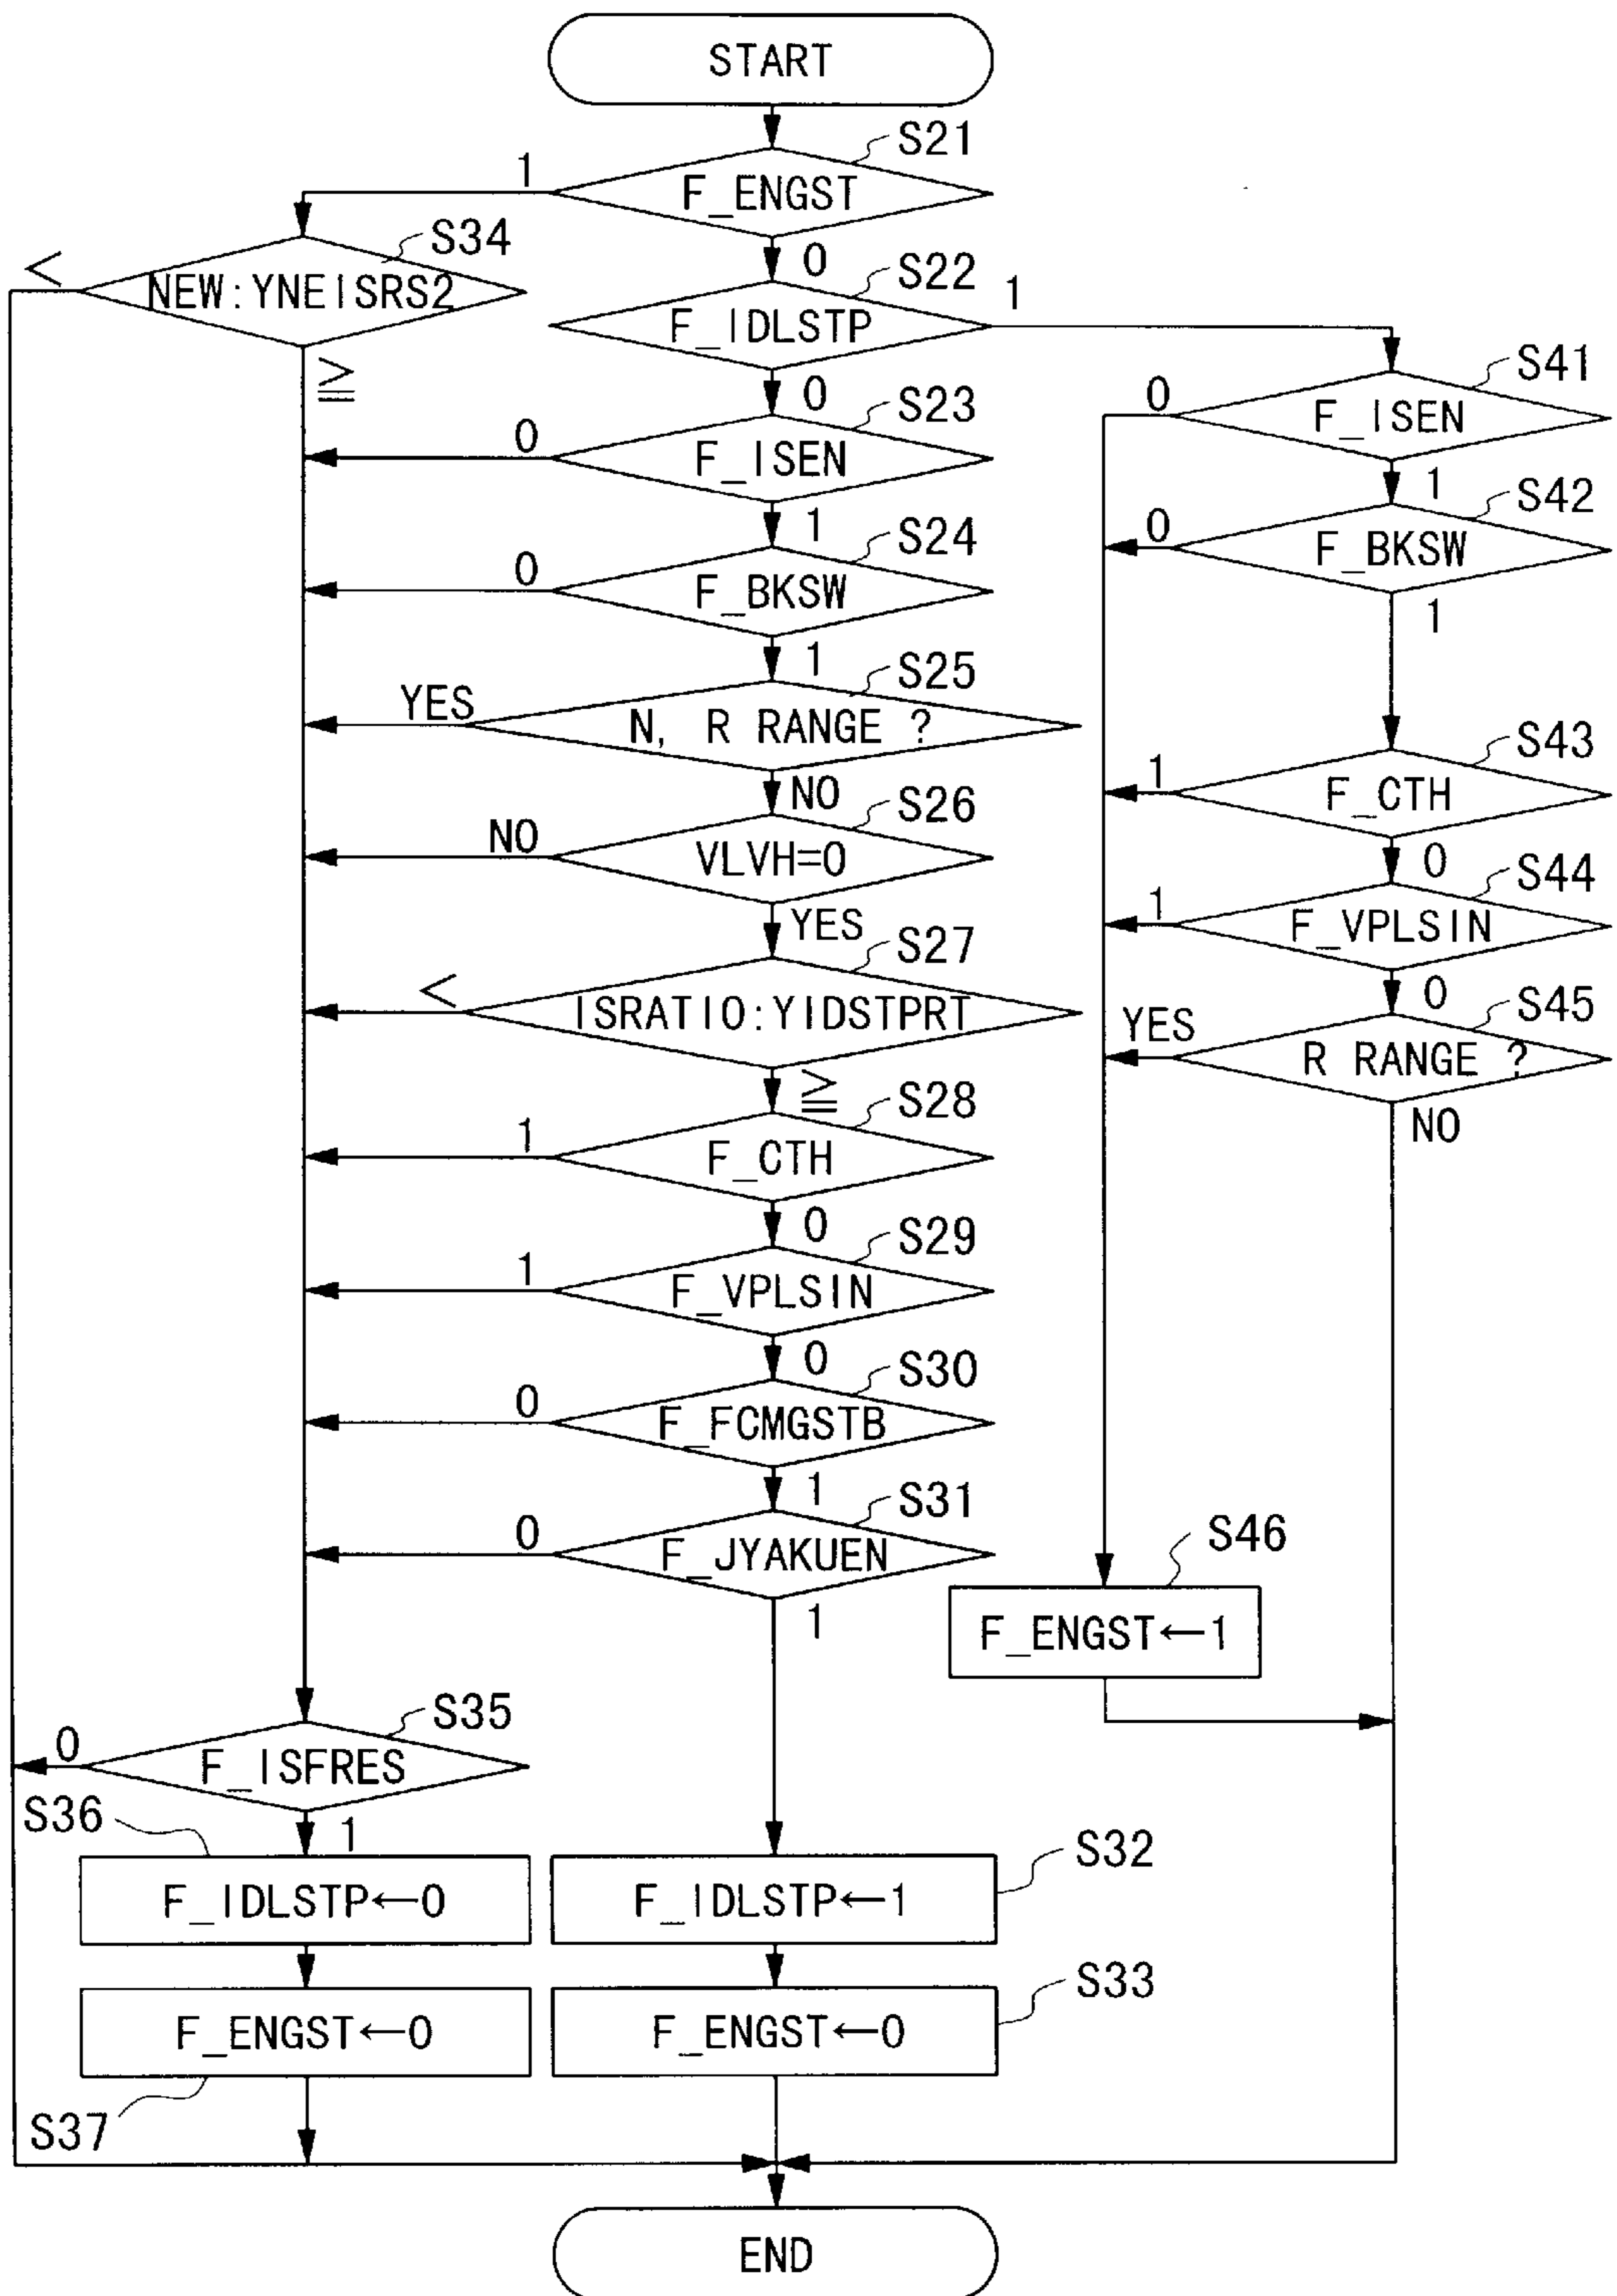 START
S21
1
F_ENGST
0
S34
<
NEW:YNEISRS2
≧
S22
1
F_IDLSTP
0
S23
0
F_ISEN
1
S24
0
F_BKSW
1
S25
YES
N, R RANGE ?
NO
S26
NO
VLVH=0
YES
S27
<
ISRATIO:YIDSTPRT
≧
S28
1
F_CTH
0
S29
1
F_VPLSIN
0
S30
0
F_FCMGSTB
1
S31
0
F_JYAKUEN
1
S41
0
F_ISEN
1
S42
0
F_BKSW
1
S43
1
F_CTH
0
S44
1
F_VPLSIN
0
S45
YES
R RANGE ?
NO
S46
F_ENGST←1
S35
0
F_ISFRES
1
S36
F_IDLSTP←0
S32
F_IDLSTP←1
S33
F_ENGST←0
F_ENGST←0
S37
END